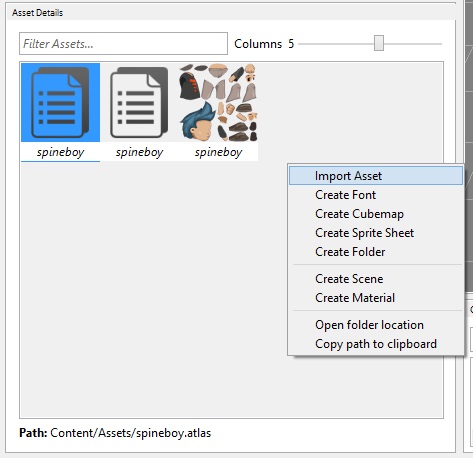 Asset Details
Filter Assets...
Columns 5
spineboy spineboy spineboy
Import Asset
Create Font
Create Cubemap
Create Sprite Sheet
Create Folder
Create Scene
Create Material
Open folder location
Copy path to clipboard
Path: Content/Assets/spineboy.atlas